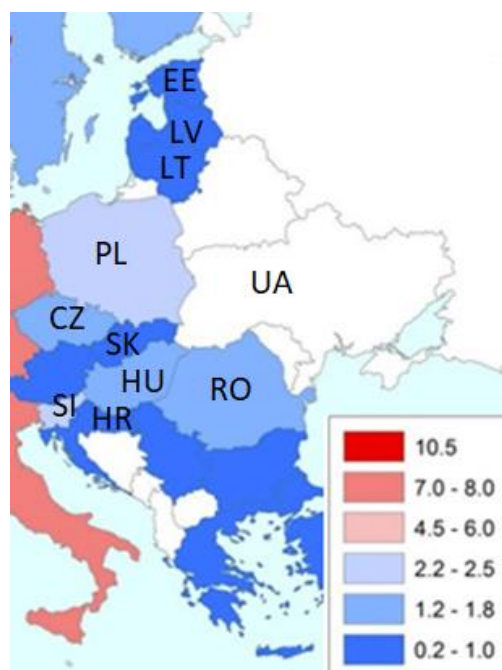 EE
LV
LT
PL
UA
CZ
SK
HU
RO
SI
HR
10.5
7.0 - 8.0
4.5 - 6.0
2.2 - 2.5
1.2 - 1.8
0.2 - 1.0